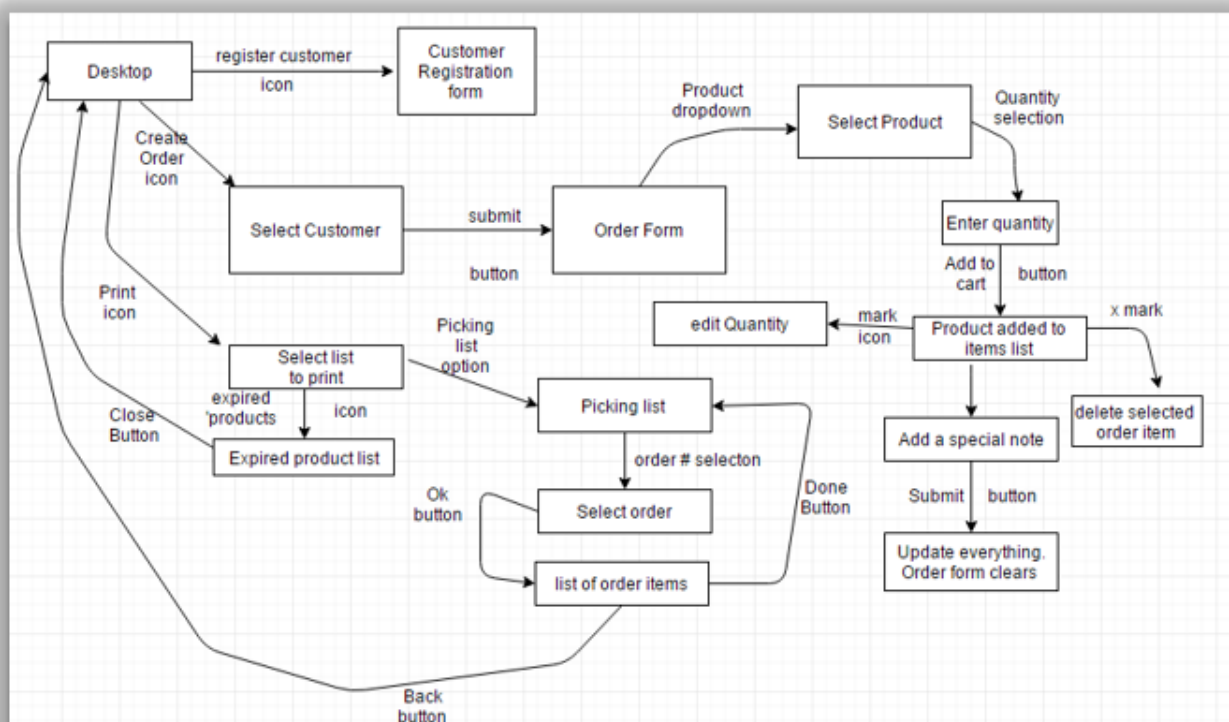 Desktop
register customer
icon
Customer
Registration
form
Product
dropdown
Select Product
Quantity
selection
Create
Order
icon
Select Customer
submit
button
Order Form
Enter quantity
Add to
cart
button
Print
icon
Picking
list
option
edit Quantity
mark
icon
Product added to
items list
x mark
Select list
to print
expired
'products
icon
Close
Button
Expired product list
Picking list
delete selected
order item
Add a special note
order # selecton
Ok
button
Select order
Done
Button
Submit
button
Update everything.
Order form clears
list of order items
Back
button